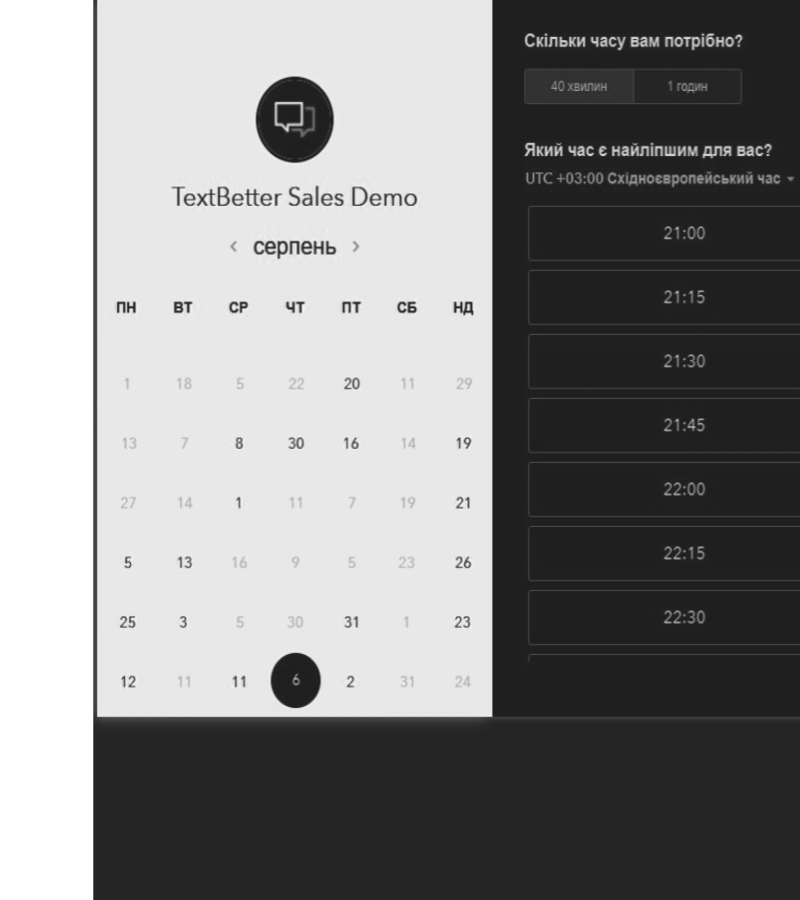 TextBetter Sales Demo
серпень
ПН ВТ СР ЧТ ПТ СБ НД
1 18 5 22 20 11 29
13 7 8 30 16 14 19
27 14 1 11 7 19 21
5 13 16 9 5 23 26
25 3 5 30 31 1 23
12 11 11 6 2 31 24
Скільки часу вам потрібно?
40 хвилин 1 годин
Який час є найліпшим для вас?
UTC +03:00 Східноєвропейський час
21:00
21:15
21:30
21:45
22:00
22:15
22:30